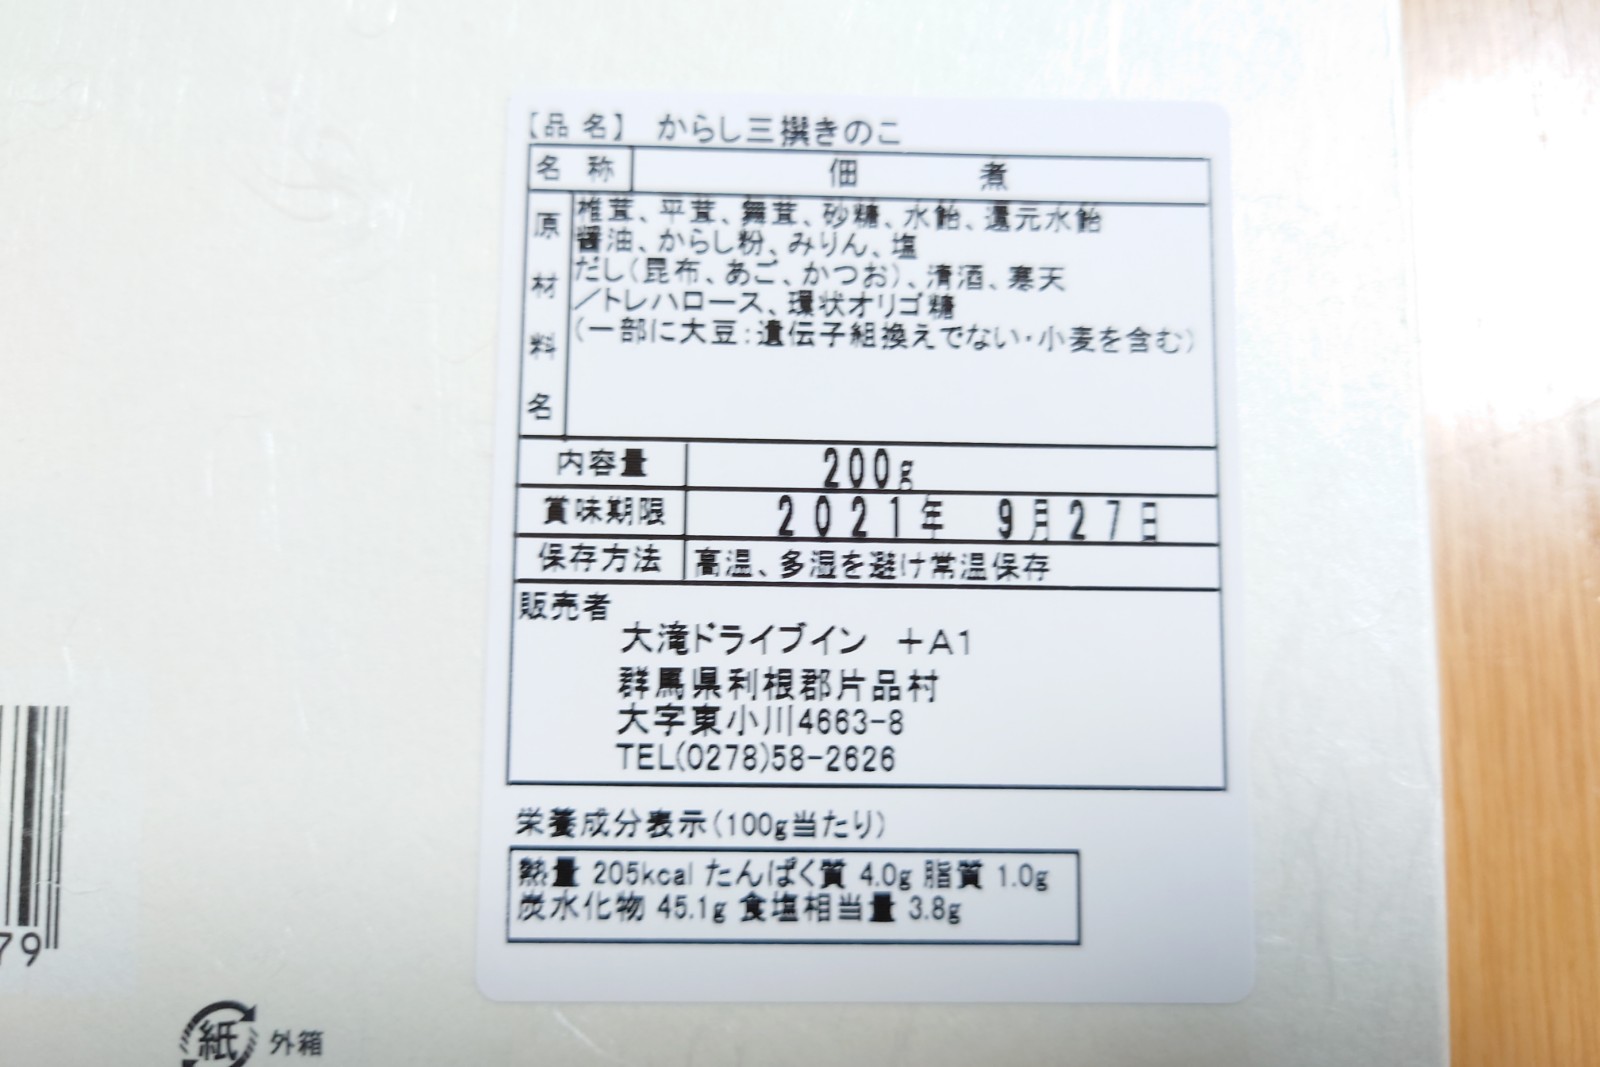 【品名】 からし三撰きのこ
名称 佃煮
原材料名
椎茸、平茸、舞茸、砂糖、水飴、還元水飴
醤油、からし粉、みりん、塩
だし(昆布、あご、かつお)、清酒、寒天
/トレハロース、環状オリゴ糖
(一部に大豆:遺伝子組換えでない・小麦を含む)
内容量 200g
賞味期限 2021年 9月27日
保存方法 高温、多湿を避け常温保存
販売者
大滝ドライブイン +A1
群馬県利根郡片品村
大字東小川4663-8
TEL(0278)58-2626
栄養成分表示(100g当たり)
熱量 205kcal たんぱく質 4.0g 脂質 1.0g
炭水化物 45.1g 食塩相当量 3.8g
79
紙 外箱